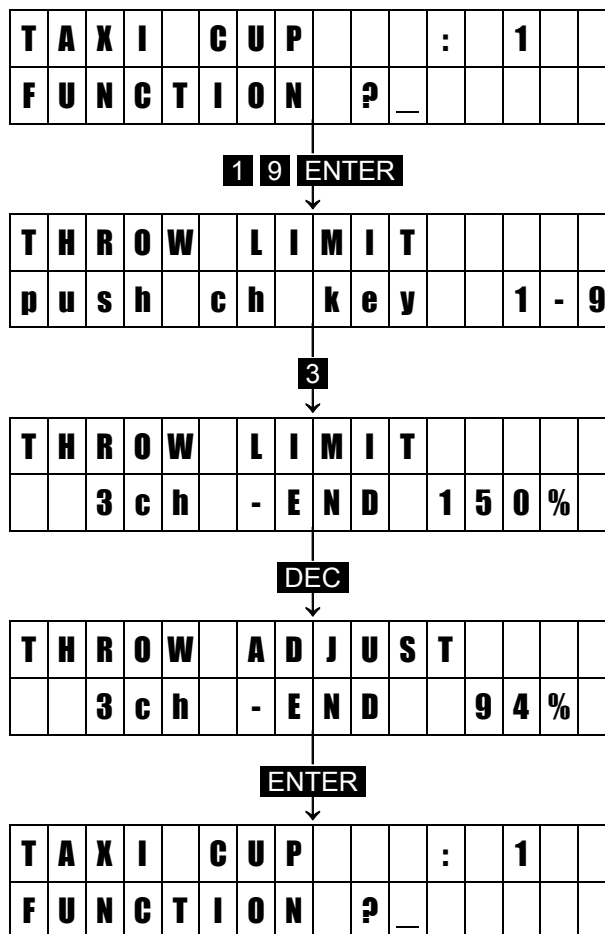 TAXI CUP : 1
FUNCTION ?_
1 9 ENTER
THROW LIMIT
push ch key 1-9
3
THROW LIMIT
3ch -END 150%
DEC
THROW ADJUST
3ch -END 94%
ENTER
TAXI CUP : 1
FUNCTION ?_